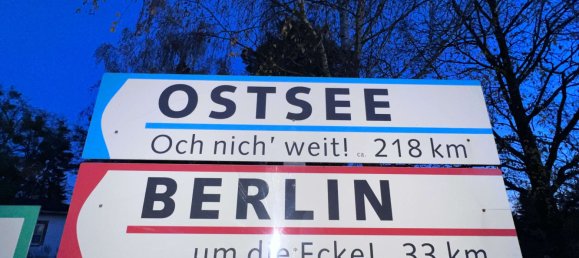 OSTSEE
Och nich' weit! ca. 218 km*
BERLIN
um die*Ecke! 33 km